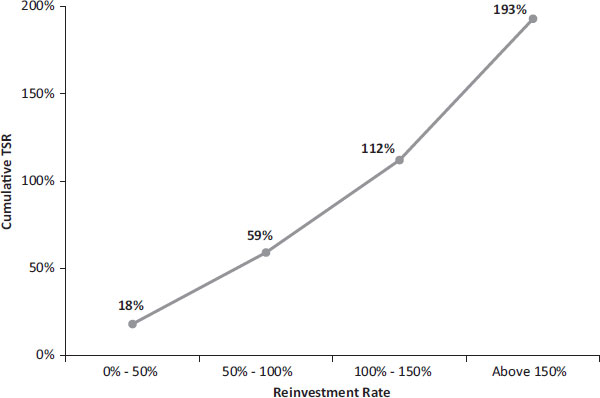 200%
193%
150%
112%
100%
59%
50%
18%
0%
0% - 50%
50% - 100%
100% - 150%
Above 150%
Cumulative TSR
Reinvestment Rate